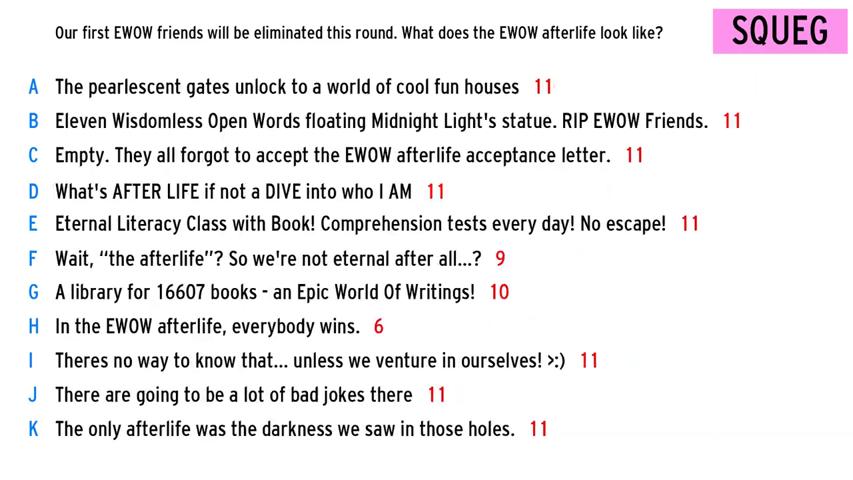 Our first EWOW friends will be eliminated this round. What does the EWOW afterlife look like?
SQUEG
A The pearlescent gates unlock to a world of cool fun houses 11
B Eleven Wisdomless Open Words floating Midnight Light's statue. RIP EWOW Friends. 11
C Empty. They all forgot to accept the EWOW afterlife acceptance letter. 11
D What's AFTER LIFE if not a DIVE into who I AM 11
E Eternal Literacy Class with Book! Comprehension tests every day! No escape! 11
F Wait, “the afterlife”? So we're not eternal after all...? 9
G A library for 16607 books - an Epic World Of Writings! 10
H In the EWOW afterlife, everybody wins. 6
I Theres no way to know that... unless we venture in ourselves! >:) 11
J There are going to be a lot of bad jokes there 11
K The only afterlife was the darkness we saw in those holes. 11